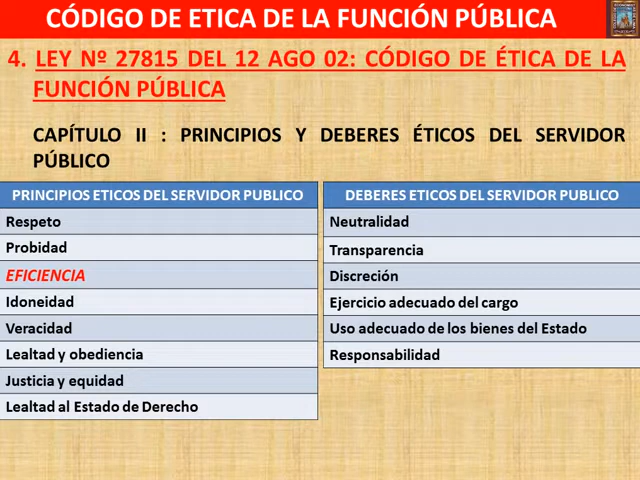 CÓDIGO DE ETICA DE LA FUNCIÓN PÚBLICA
4. LEY Nº 27815 DEL 12 AGO 02: CÓDIGO DE ÉTICA DE LA
FUNCIÓN PÚBLICA
CAPÍTULO II : PRINCIPIOS Y DEBERES ÉTICOS DEL SERVIDOR
PÚBLICO
PRINCIPIOS ETICOS DEL SERVIDOR PUBLICO
Respeto
Probidad
EFICIENCIA
Idoneidad
Veracidad
Lealtad y obediencia
Justicia y equidad
Lealtad al Estado de Derecho
DEBERES ETICOS DEL SERVIDOR PUBLICO
Neutralidad
Transparencia
Discreción
Ejercicio adecuado del cargo
Uso adecuado de los bienes del Estado
Responsabilidad